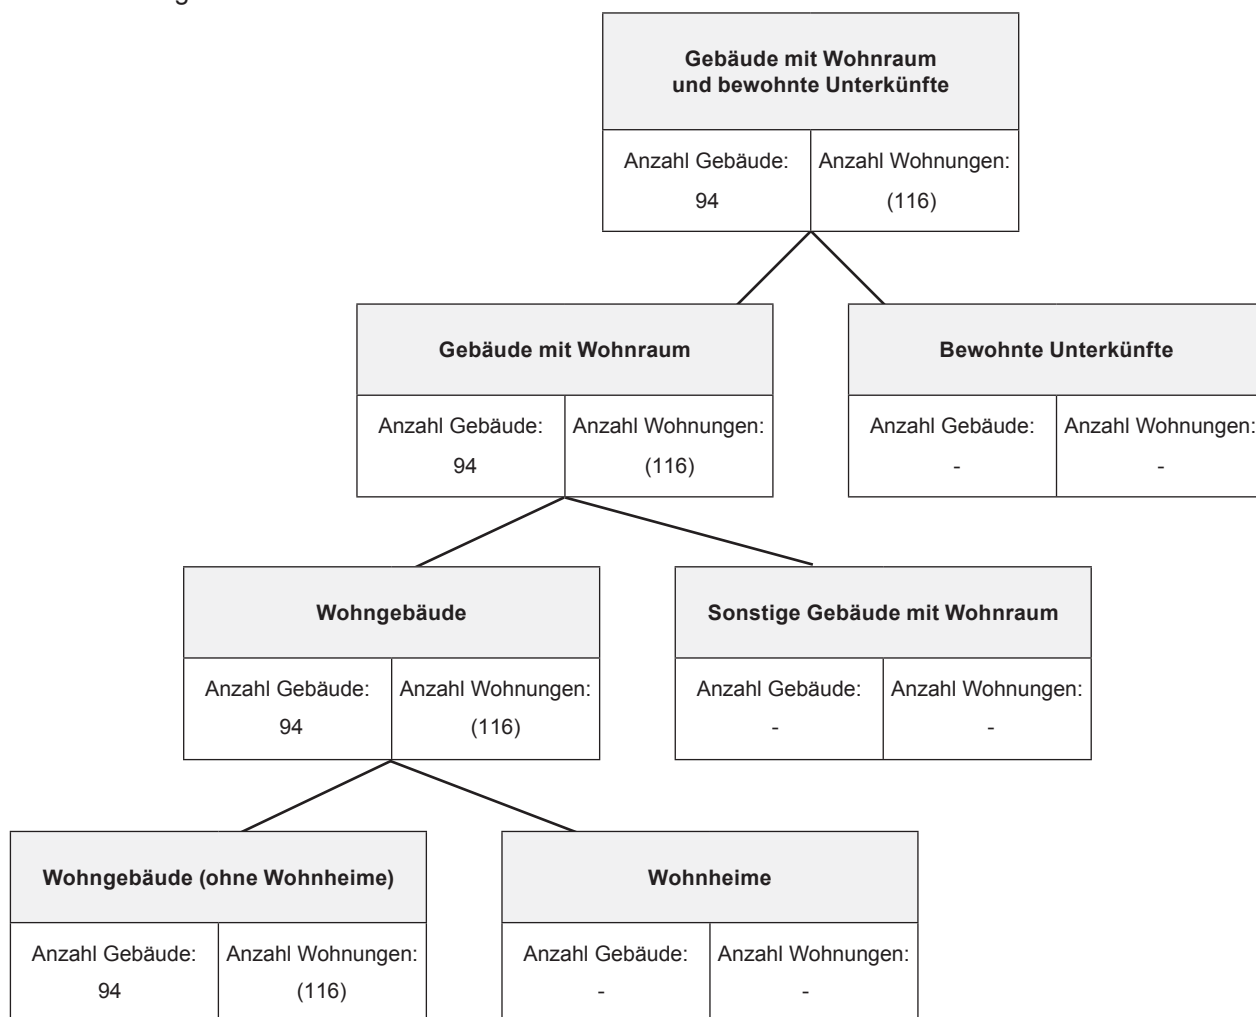 Gebäude mit Wohnraum
und bewohnte Unterkünfte
Anzahl Gebäude: Anzahl Wohnungen:
94 (116)
Gebäude mit Wohnraum
Bewohnte Unterkünfte
Anzahl Gebäude: Anzahl Wohnungen:
94 (116)
Anzahl Gebäude: Anzahl Wohnungen:
- -
Wohngebäude
Sonstige Gebäude mit Wohnraum
Anzahl Gebäude: Anzahl Wohnungen:
94 (116)
Anzahl Gebäude: Anzahl Wohnungen:
- -
Wohngebäude (ohne Wohnheime)
Wohnheime
Anzahl Gebäude: Anzahl Wohnungen:
94 (116)
Anzahl Gebäude: Anzahl Wohnungen:
- -